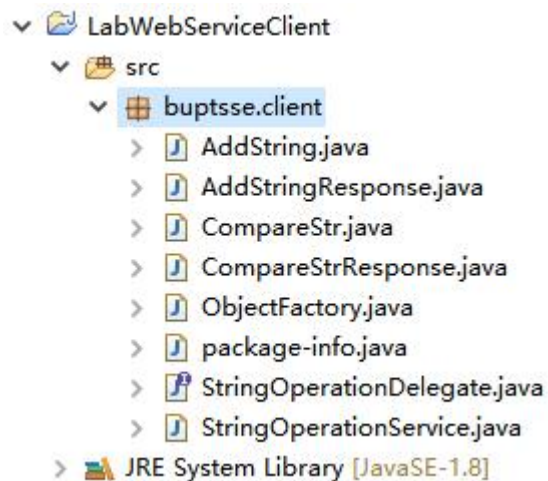 LabWebServiceClient
src
buptsse.client
AddString.java
AddStringResponse.java
CompareStr.java
CompareStrResponse.java
ObjectFactory.java
package-info.java
StringOperationDelegate.java
StringOperationService.java
JRE System Library [JavaSE-1.8]